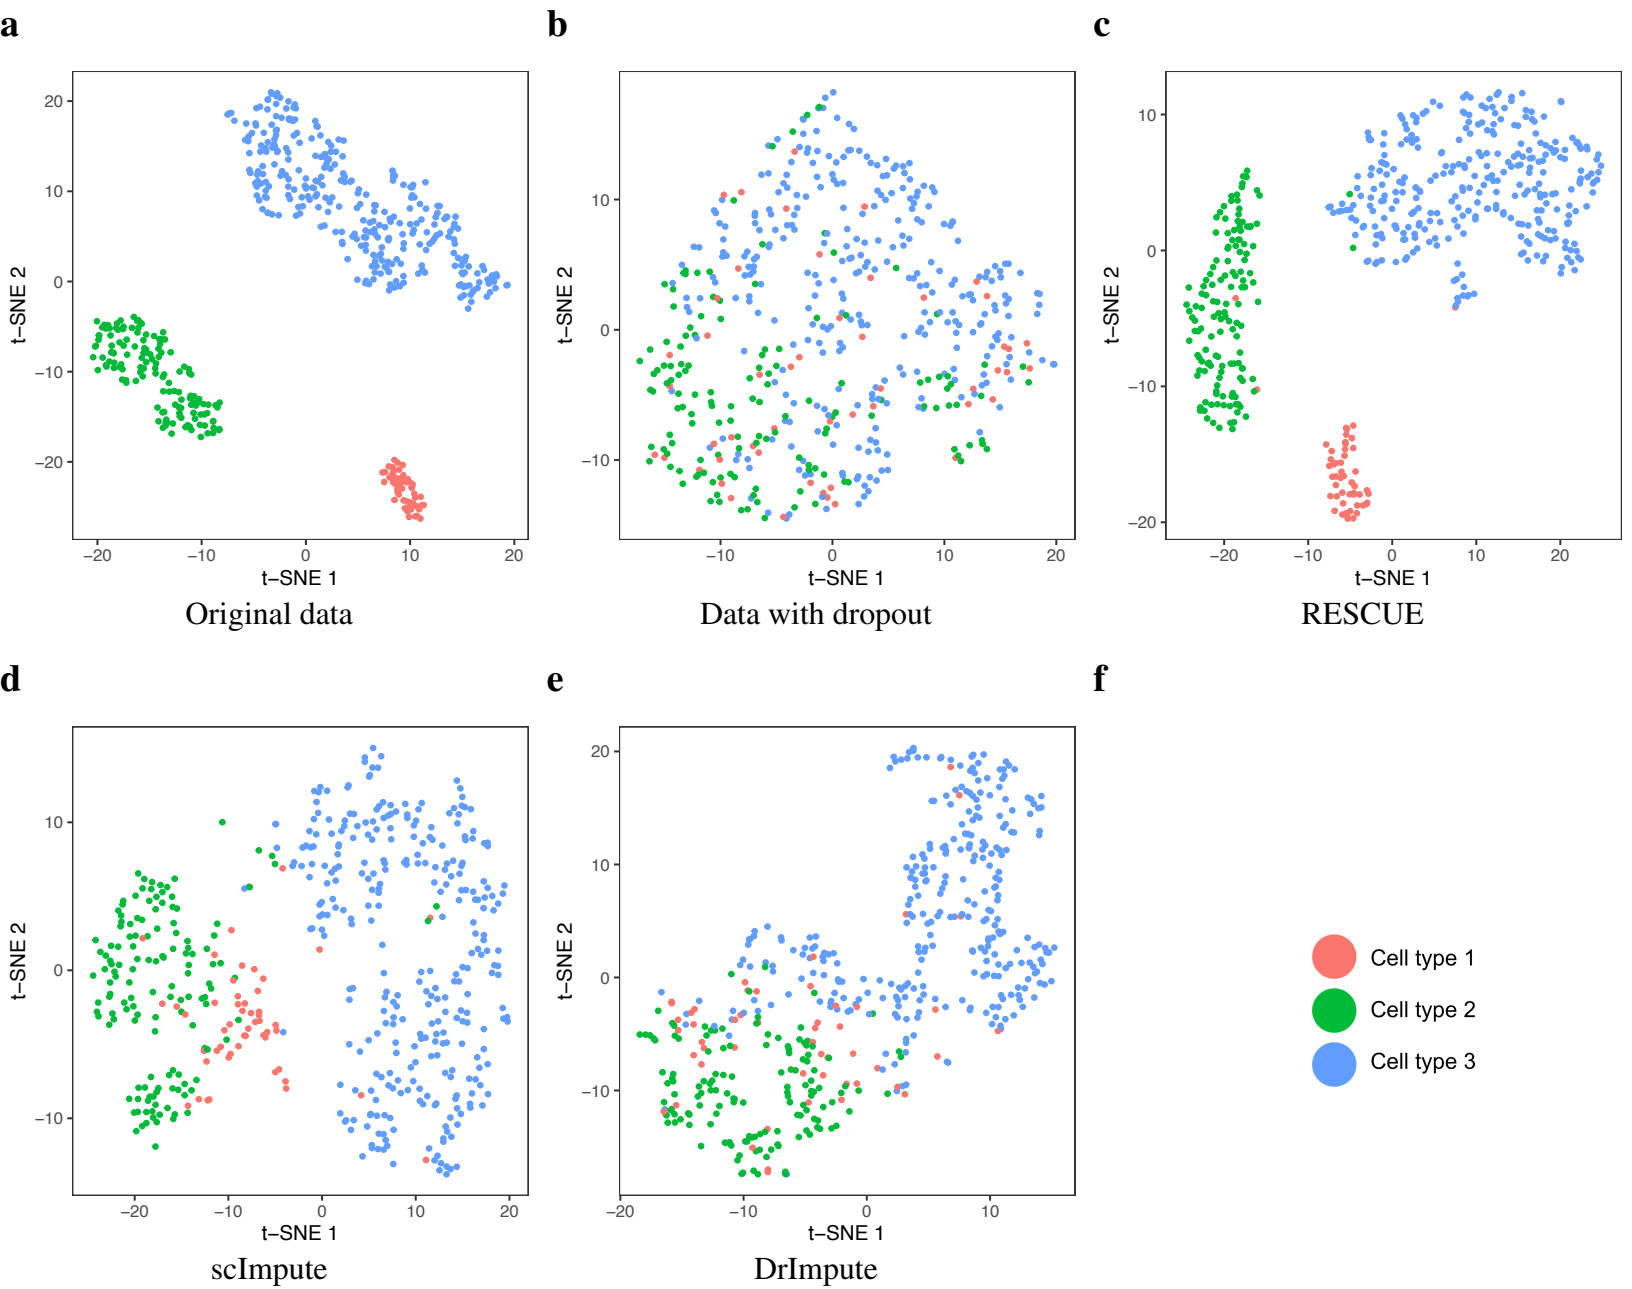 a
b
c
20
10
0
−10
−20
t−SNE 2
−20 −10 0 10 20
t−SNE 1
Original data
10
0
−10
t−SNE 2
−10 0 10 20
t−SNE 1
Data with dropout
10
0
−10
−20
t−SNE 2
−20 −10 0 10 20
t−SNE 1
RESCUE
d
e
f
10
0
−10
t−SNE 2
−20 −10 0 10 20
t−SNE 1
scImpute
20
10
0
−10
t−SNE 2
−20 −10 0 10
t−SNE 1
DrImpute
Cell type 1
Cell type 2
Cell type 3